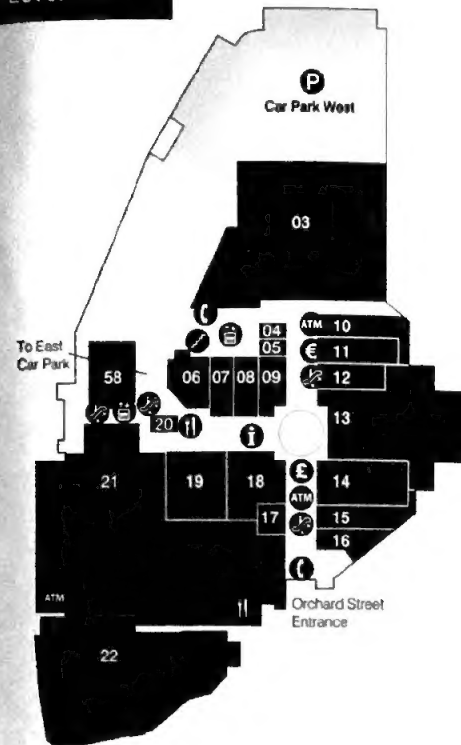 P
Car Park West
03
04
05
ATM 10
€ 11
12
To East
Car Park
58
06 07 08 09
13
20
i
21
19
18
£
14
ATM
17
15
16
ATM
Orchard Street
Entrance
22